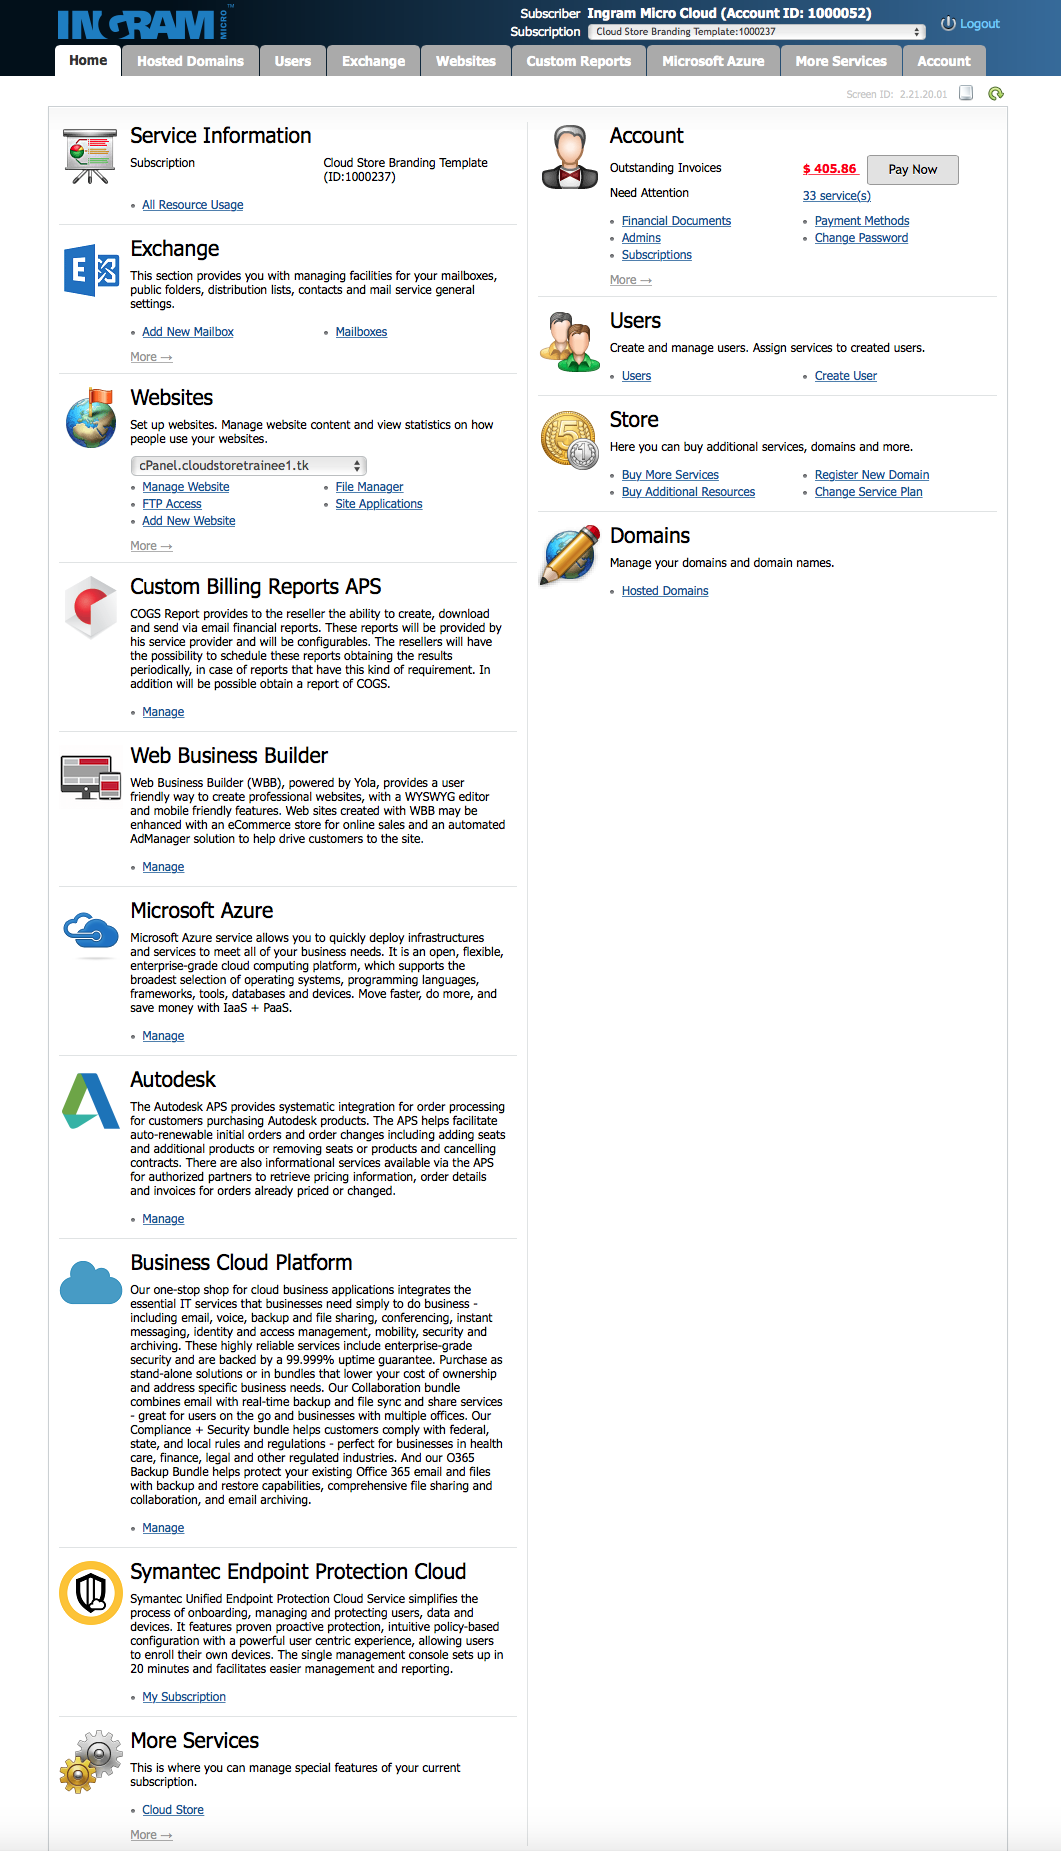 INGRAM MICRO™
Subscriber Ingram Micro Cloud (Account ID: 1000052)
Subscription Cloud Store Branding Template:1000237
Logout
Home Hosted Domains Users Exchange Websites Custom Reports Microsoft Azure More Services Account
Screen ID: 2.21.20.01
Service Information
Subscription Cloud Store Branding Template
(ID:1000237)
All Resource Usage
Exchange
This section provides you with managing facilities for your mailboxes,
public folders, distribution lists, contacts and mail service general
settings.
Add New Mailbox Mailboxes
More →
Websites
Set up websites. Manage website content and view statistics on how
people use your websites.
cPanel.cloudstoretrainee1.tk
Manage Website File Manager
FTP Access Site Applications
Add New Website
More →
Custom Billing Reports APS
COGS Report provides to the reseller the ability to create, download
and send via email financial reports. These reports will be provided by
his service provider and will be configurables. The resellers will have
the possibility to schedule these reports obtaining the results
periodically, in case of reports that have this kind of requirement. In
addition will be possible obtain a report of COGS.
Manage
Web Business Builder
Web Business Builder (WBB), powered by Yola, provides a user
friendly way to create professional websites, with a WYSWYG editor
and mobile friendly features. Web sites created with WBB may be
enhanced with an eCommerce store for online sales and an automated
AdManager solution to help drive customers to the site.
Manage
Microsoft Azure
Microsoft Azure service allows you to quickly deploy infrastructures
and services to meet all of your business needs. It is an open, flexible,
enterprise-grade cloud computing platform, which supports the
broadest selection of operating systems, programming languages,
frameworks, tools, databases and devices. Move faster, do more, and
save money with IaaS + PaaS.
Manage
Autodesk
The Autodesk APS provides systematic integration for order processing
for customers purchasing Autodesk products. The APS helps facilitate
auto-renewable initial orders and order changes including adding seats
and additional products or removing seats or products and cancelling
contracts. There are also informational services available via the APS
for authorized partners to retrieve pricing information, order details
and invoices for orders already priced or changed.
Manage
Business Cloud Platform
Our one-stop shop for cloud business applications integrates the
essential IT services that businesses need simply to do business -
including email, voice, backup and file sharing, conferencing, instant
messaging, identity and access management, mobility, security and
archiving. These highly reliable services include enterprise-grade
security and are backed by a 99.999% uptime guarantee. Purchase as
stand-alone solutions or in bundles that lower your cost of ownership
and address specific business needs. Our Collaboration bundle
combines email with real-time backup and file sync and share services
- great for users on the go and businesses with multiple offices. Our
Compliance + Security bundle helps customers comply with federal,
state, and local rules and regulations - perfect for businesses in health
care, finance, legal and other regulated industries. And our O365
Backup Bundle helps protect your existing Office 365 email and files
with backup and restore capabilities, comprehensive file sharing and
collaboration, and email archiving.
Manage
Symantec Endpoint Protection Cloud
Symantec Unified Endpoint Protection Cloud Service simplifies the
process of onboarding, managing and protecting users, data and
devices. It features proven proactive protection, intuitive policy-based
configuration with a powerful user centric experience, allowing users
to enroll their own devices. The single management console sets up in
20 minutes and facilitates easier management and reporting.
My Subscription
More Services
This is where you can manage special features of your current
subscription.
Cloud Store
More →
Account
Outstanding Invoices $ 405.86 Pay Now
Need Attention 33 service(s)
Financial Documents Payment Methods
Admins Change Password
Subscriptions
More →
Users
Create and manage users. Assign services to created users.
Users Create User
Store
Here you can buy additional services, domains and more.
Buy More Services Register New Domain
Buy Additional Resources Change Service Plan
Domains
Manage your domains and domain names.
Hosted Domains